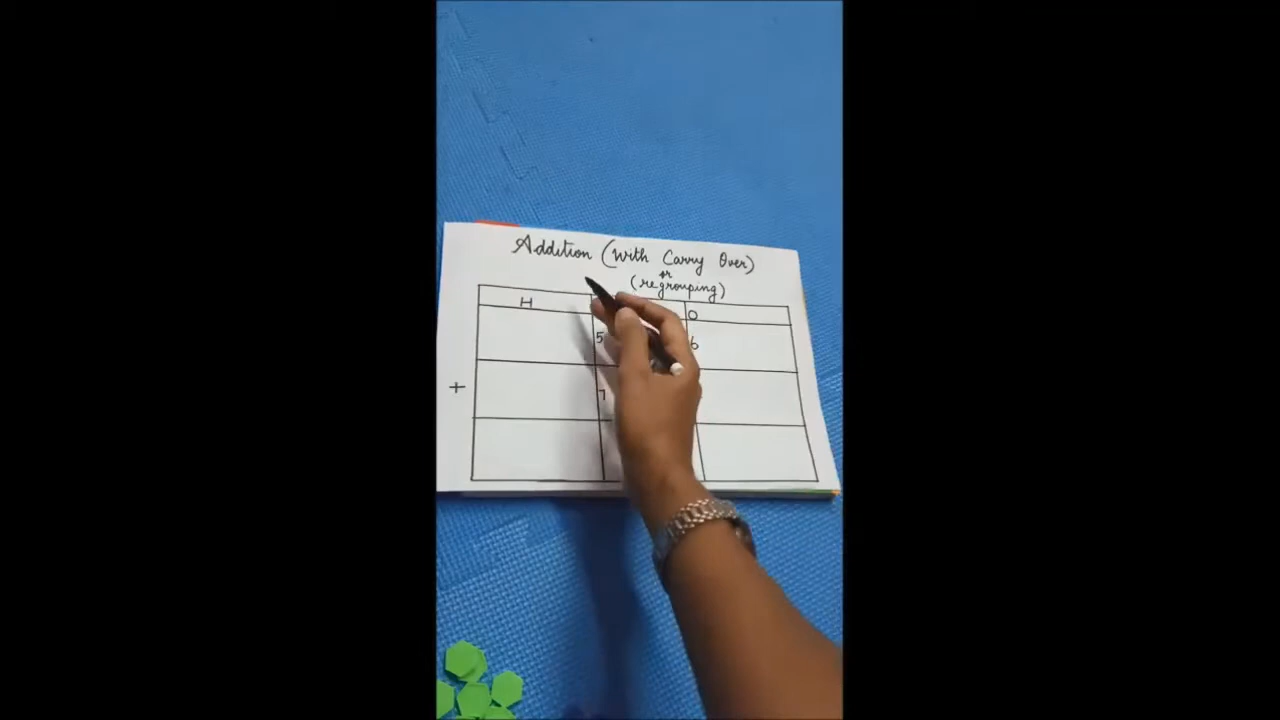 Addition (With Carry Over)
or
(regrouping)
H O
5 6
+ 7